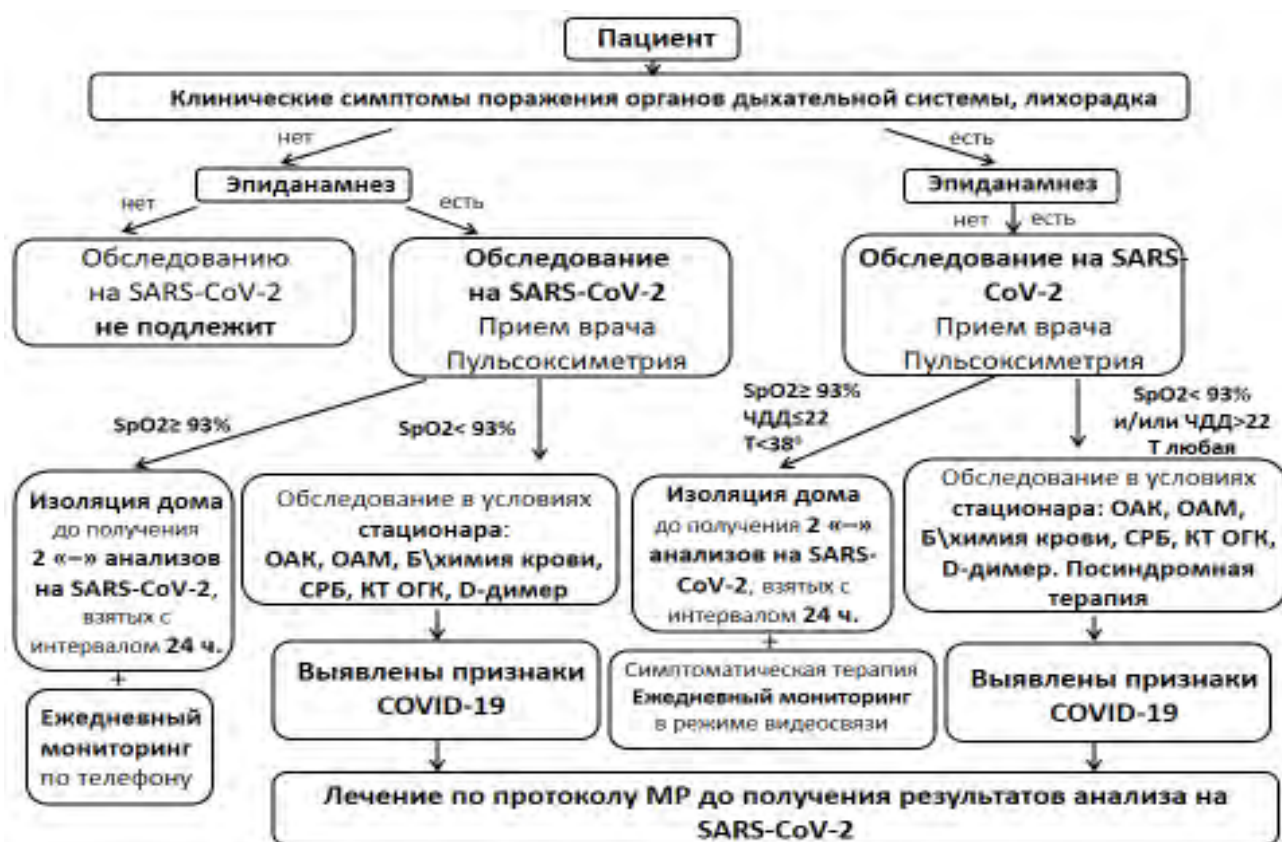 Пациент
Клинические симптомы поражения органов дыхательной системы, лихорадка
нет
есть
Эпиданамнез
Эпиданамнез
нет
есть
нет
есть
Обследованию
на SARS-CoV-2
не подлежит
Обследование
на SARS-CoV-2
Прием врача
Пульсоксиметрия
Обследование на SARS-
CoV-2
Прием врача
Пульсоксиметрия
SpO2≥ 93%
SpO2< 93%
SpO2≥ 93%
ЧДД≤22
Т<38°
SpO2< 93%
и/или ЧДД>22
Т любая
Изоляция дома
до получения
2 «–» анализов
на SARS-CoV-2,
взятых с
интервалом 24 ч.
+
Ежедневный
мониторинг
по телефону
Обследование в условиях
стационара:
ОАК, ОАМ, Б\химия крови,
СРБ, КТ ОГК, D-димер
Выявлены признаки
COVID-19
Изоляция дома
до получения 2 «–»
анализов на SARS-
CoV-2, взятых с
интервалом 24 ч.
+
Симптоматическая терапия
Ежедневный мониторинг
в режиме видеосвязи
Обследование в условиях
стационара: ОАК, ОАМ,
Б\химия крови, СРБ, КТ ОГК,
D-димер. Посиндромная
терапия
Выявлены признаки
COVID-19
Лечение по протоколу МР до получения результатов анализа на
SARS-CoV-2